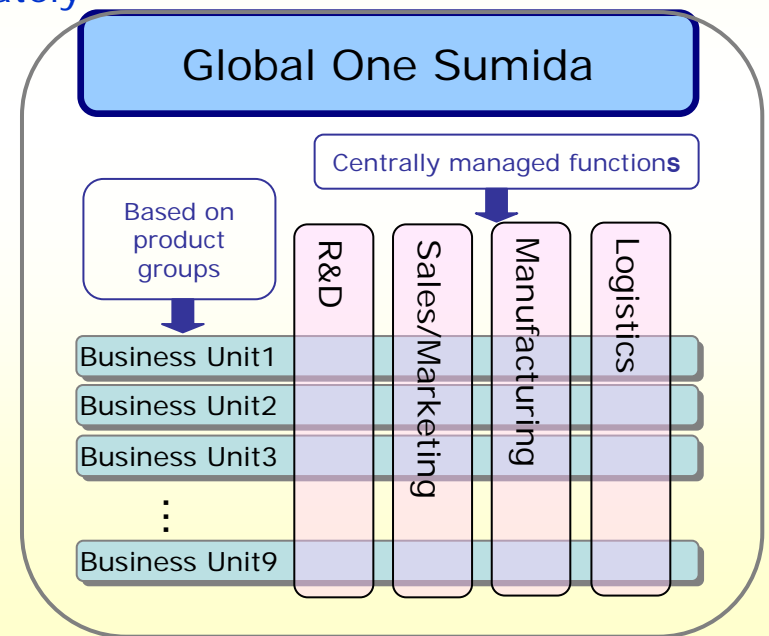 Global One Sumida
Centrally managed functions
Based on
product
groups
R&D
Sales/Marketing
Manufacturing
Logistics
Business Unit1
Business Unit2
Business Unit3
⋮
Business Unit9